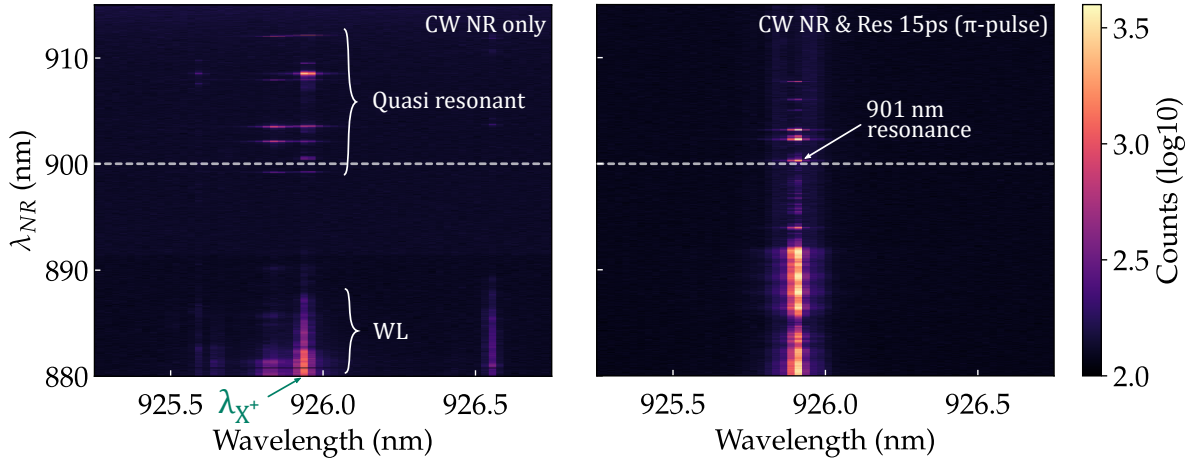 CW NR only
CW NR & Res 15ps (π-pulse)
910
900
890
880
λNR (nm)
Quasi resonant
WL
901 nm
resonance
925.5
926.0
926.5
925.5
926.0
926.5
λX+
Wavelength (nm)
Wavelength (nm)
3.5
3.0
2.5
2.0
Counts (log10)